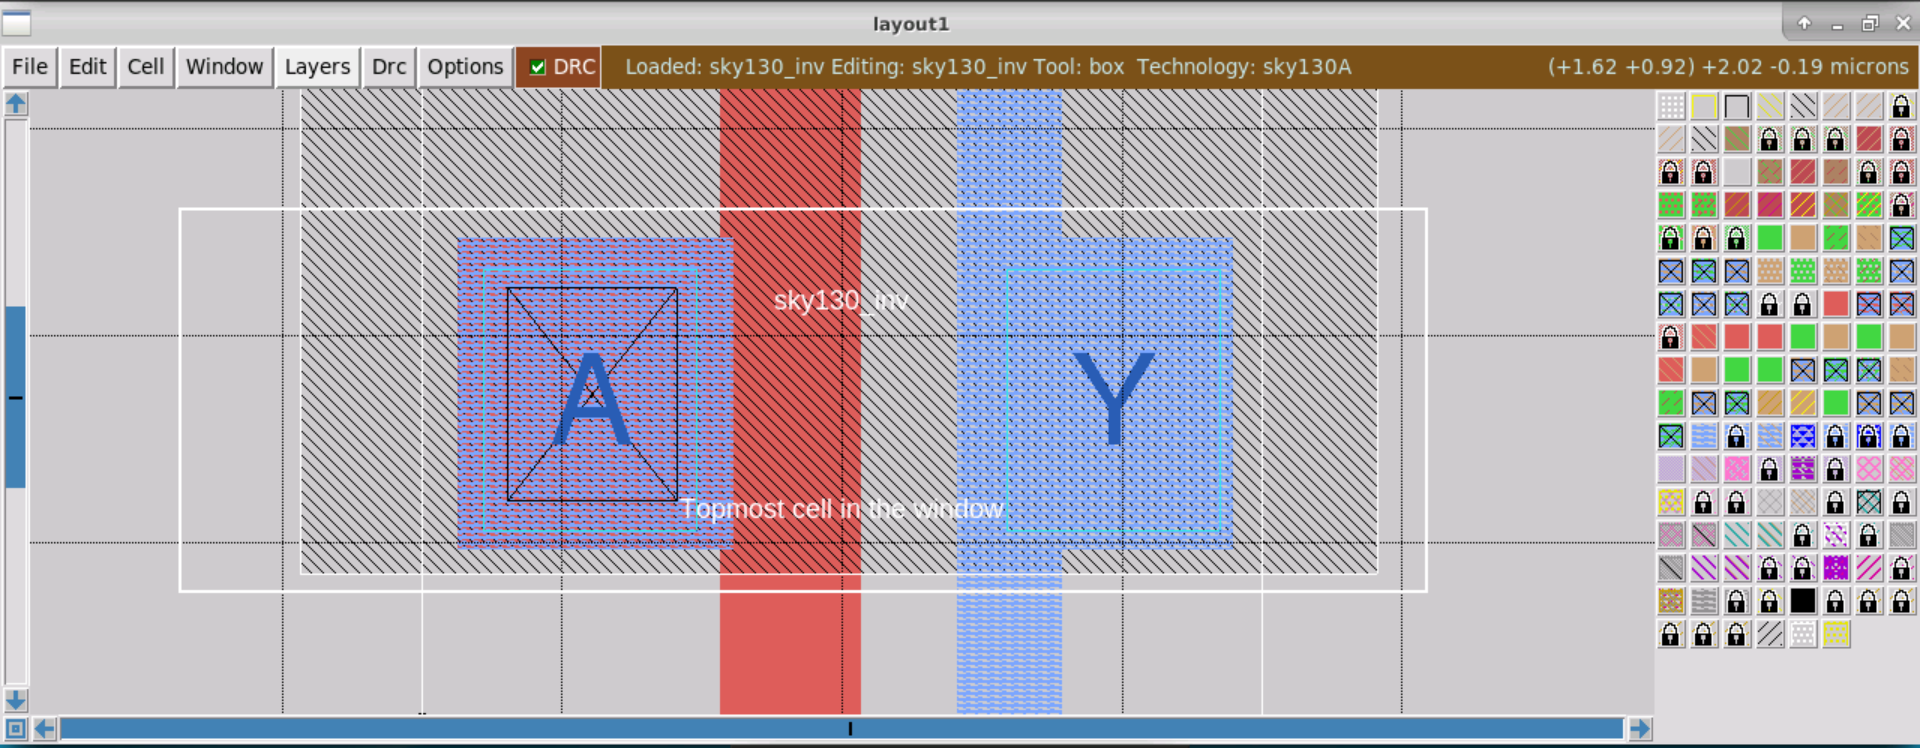 layout1
File Edit Cell Window Layers Drc Options DRC Loaded: sky130_inv Editing: sky130_inv Tool: box Technology: sky130A (+1.62 +0.92) +2.02 -0.19 microns
sky130_inv
A Y
Topmost cell in the window